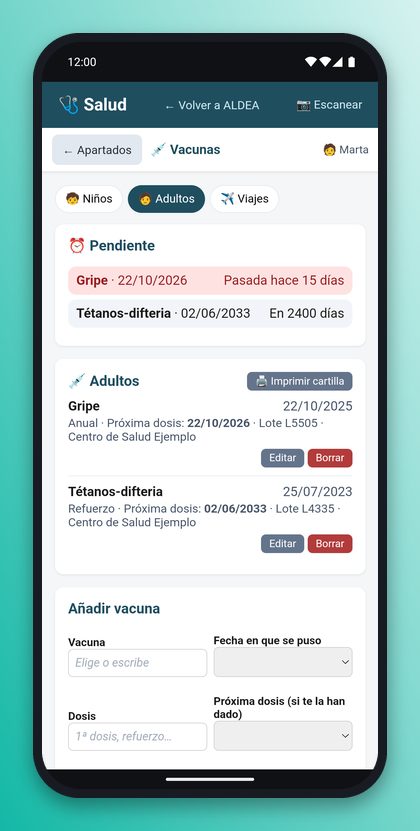 12:00
Salud
← Volver a ALDEA
Escanear
← Apartados
Vacunas
Marta
Niños
Adultos
Viajes
Pendiente
Gripe · 22/10/2026 Pasada hace 15 días
Tétanos-difteria · 02/06/2033 En 2400 días
Adultos
Imprimir cartilla
Gripe 22/10/2025
Anual · Próxima dosis: 22/10/2026 · Lote L5505 ·
Centro de Salud Ejemplo
Editar Borrar
Tétanos-difteria 25/07/2023
Refuerzo · Próxima dosis: 02/06/2033 · Lote L4335 ·
Centro de Salud Ejemplo
Editar Borrar
Añadir vacuna
Vacuna
Elige o escribe
Fecha en que se puso
Dosis
1ª dosis, refuerzo...
Próxima dosis (si te la han
dado)